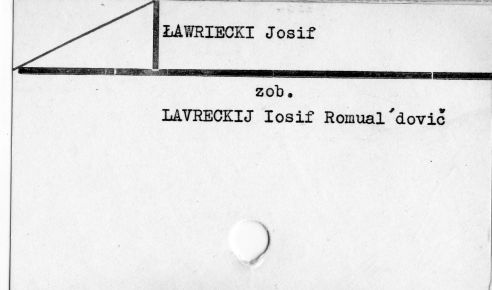 ŁAWRIECKI Josif
zob.
LAVRECKIJ Iosif Romual´dovič